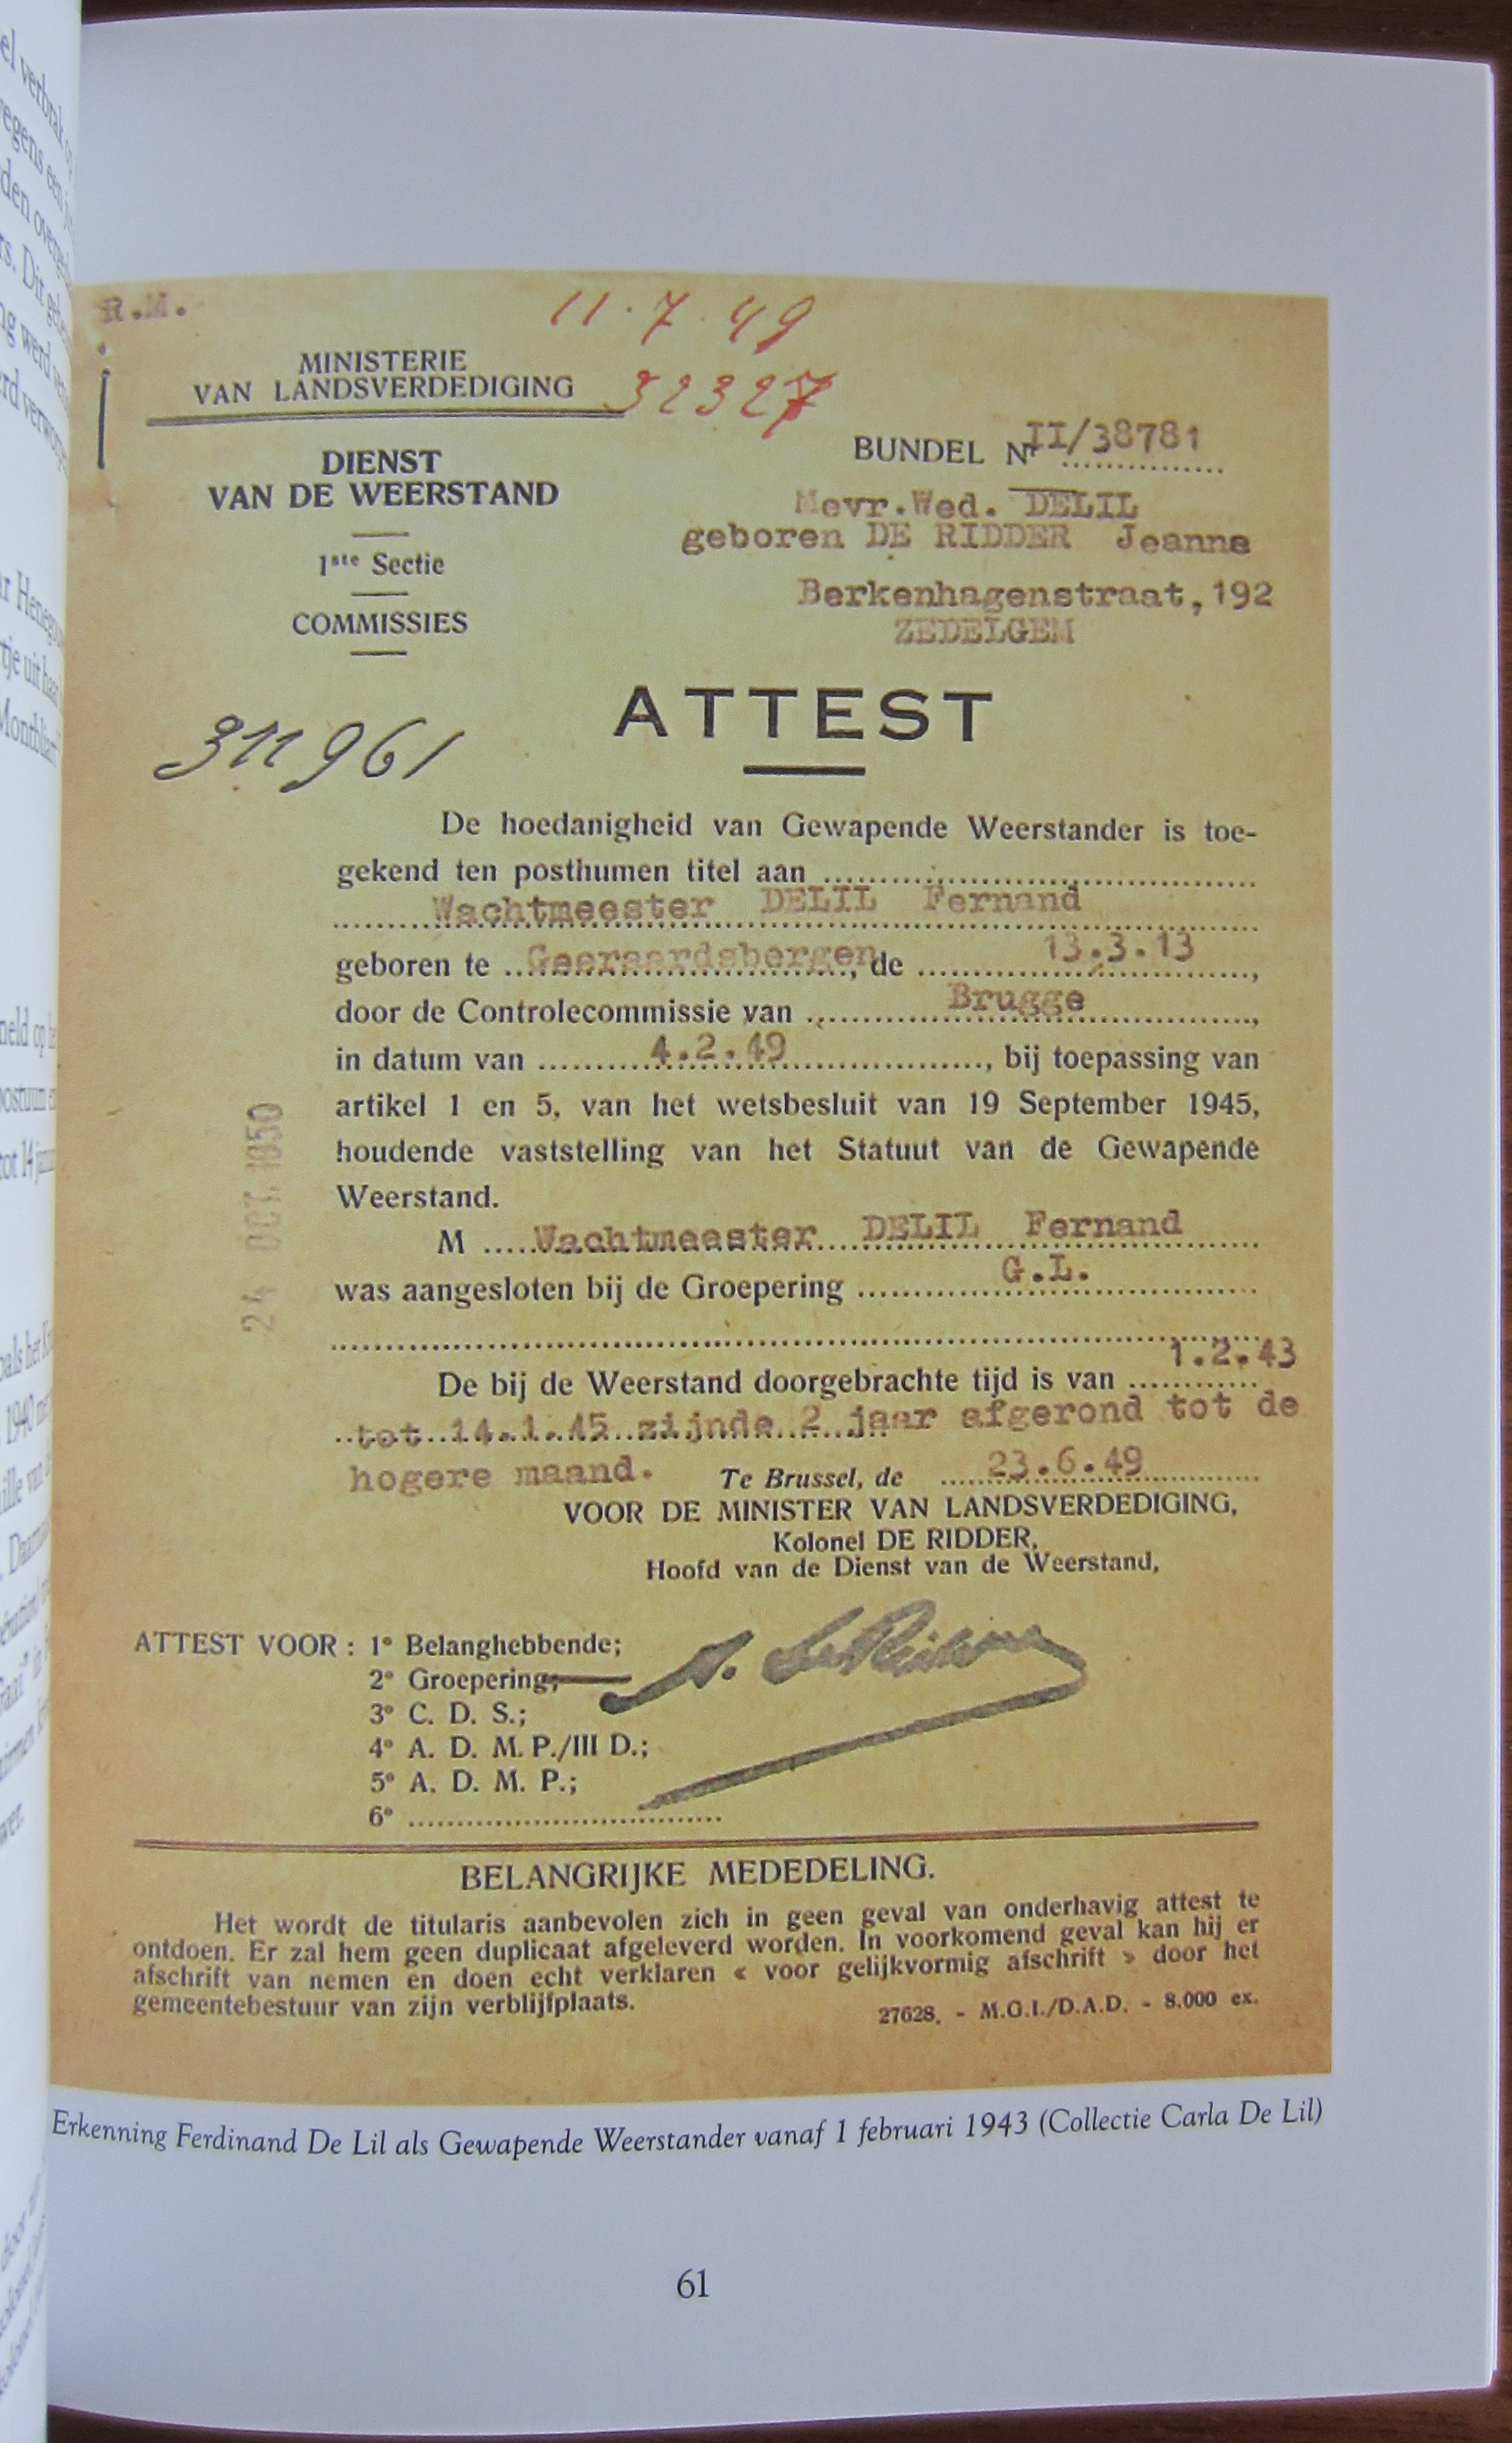 R.M.
11.7.49
MINISTERIE
VAN LANDSVERDEDIGING
32327
BUNDEL Nr II/38781
DIENST
VAN DE WEERSTAND
Mevr.Wed. DELIL
geboren DE RIDDER Jeanne
1ste Sectie
Berkenhagenstraat,192
COMMISSIES
ZEDELGEM
ATTEST
311961
De hoedanigheid van Gewapende Weerstander is toe-
gekend ten posthumen titel aan
Wachtmeester DELIL Fernand
geboren te Geeraardsbergen, de 13.3.13,
door de Controlecommissie van Brugge,
in datum van 4.2.49, bij toepassing van
artikel 1 en 5, van het wetsbesluit van 19 September 1945,
houdende vaststelling van het Statuut van de Gewapende
Weerstand.
24 OCT. 1950
M Wachtmeester DELIL Fernand
was aangesloten bij de Groepering G.L.
De bij de Weerstand doorgebrachte tijd is van 1.2.43
tot 14.1.45 zijnde 2 jaar afgerond tot de
hogere maand. Te Brussel, de 23.6.49
VOOR DE MINISTER VAN LANDSVERDEDIGING,
Kolonel DE RIDDER,
Hoofd van de Dienst van de Weerstand,
ATTEST VOOR : 1° Belanghebbende;
2° Groepering;
3° C. D. S.;
4° A. D. M. P./III D.;
5° A. D. M. P.;
6°
BELANGRIJKE MEDEDELING.
Het wordt de titularis aanbevolen zich in geen geval van onderhavig attest te
ontdoen. Er zal hem geen duplicaat afgeleverd worden. In voorkomend geval kan hij er
afschrift van nemen en doen echt verklaren « voor gelijkvormig afschrift » door het
gemeentebestuur van zijn verblijfplaats.
27628. - M.G.I./D.A.D. - 8.000 ex.
Erkenning Ferdinand De Lil als Gewapende Weerstander vanaf 1 februari 1943 (Collectie Carla De Lil)
61